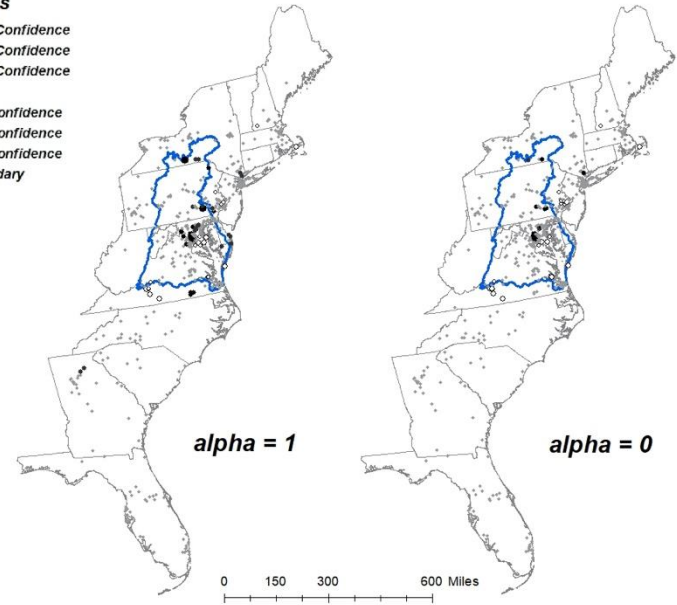 s
Confidence
Confidence
Confidence
onfidence
onfidence
onfidence
dary
alpha = 1
alpha = 0
0 150 300 600 Miles